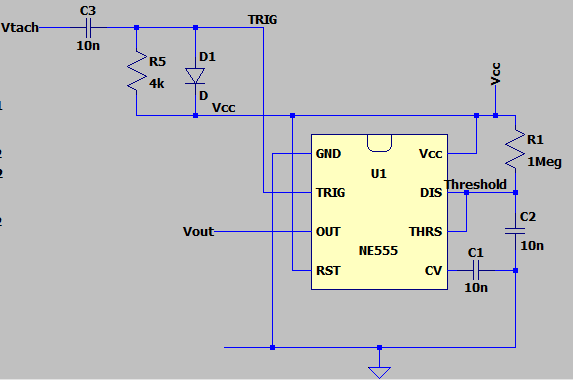 C3
TRIG
Vtach
10n
D1
R5
4k
D
Vcc
Vcc
R1
1Meg
GND
Vcc
U1
TRIG
DIS
Threshold
Vout
OUT
THRS
C2
10n
NE555
C1
RST
CV
10n